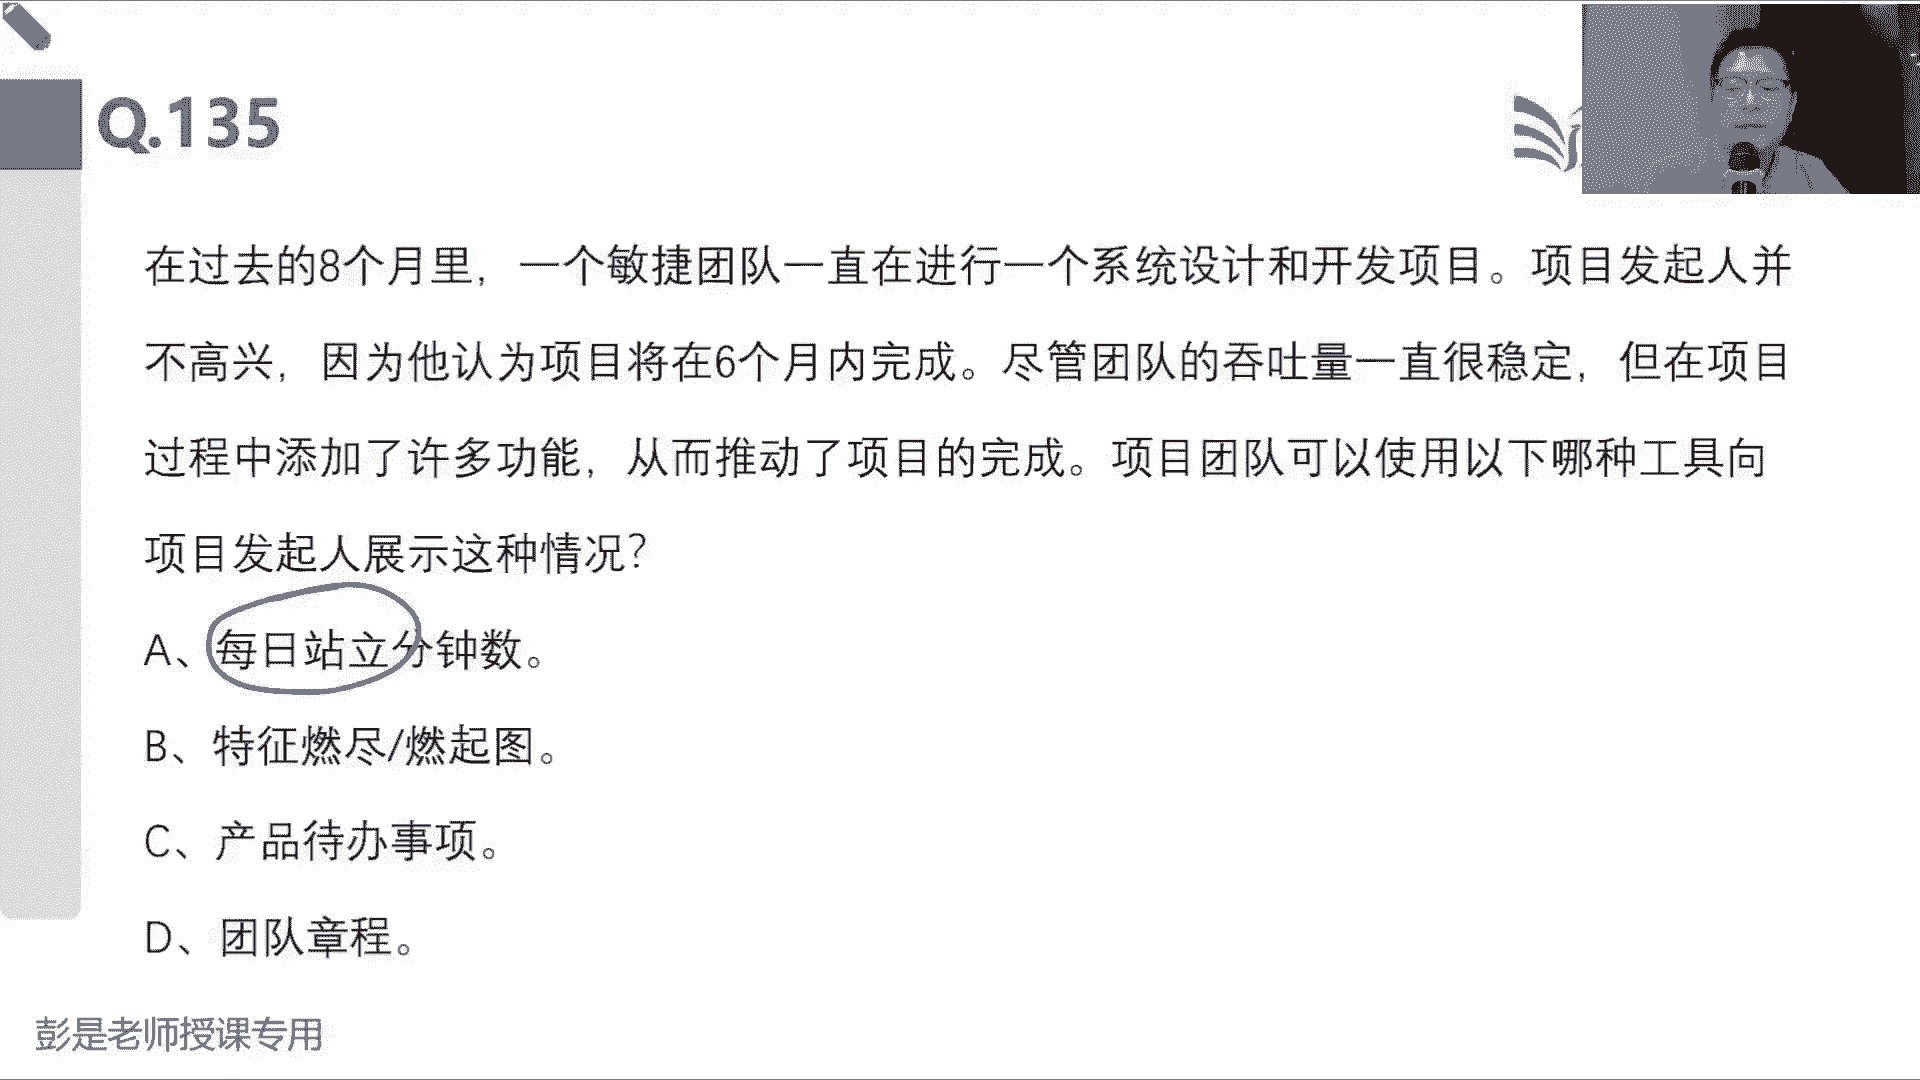 Q.135
在过去的8个月里，一个敏捷团队一直在进行一个系统设计和开发项目。项目发起人并
不高兴，因为他认为项目将在6个月内完成。尽管团队的吞吐量一直很稳定，但在项目
过程中添加了许多功能，从而推动了项目的完成。项目团队可以使用以下哪种工具向
项目发起人展示这种情况？
A、每日站立分钟数。
B、特征燃尽/燃起图。
C、产品待办事项。
D、团队章程。
彭是老师授课专用